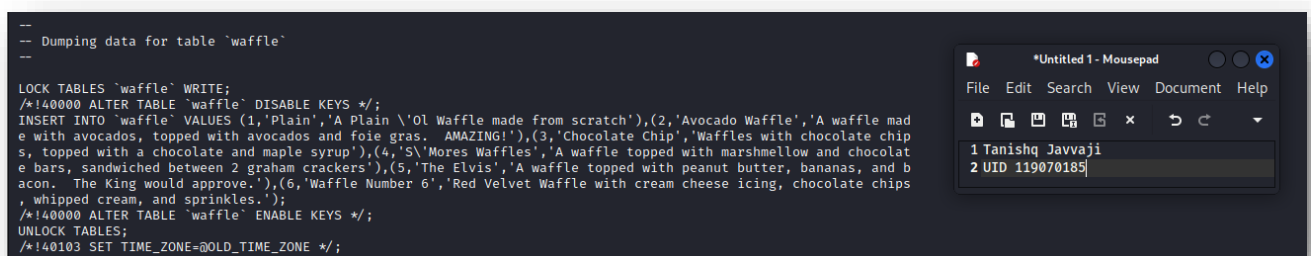 --
-- Dumping data for table `waffle`
--
LOCK TABLES `waffle` WRITE;
/*!40000 ALTER TABLE `waffle` DISABLE KEYS */;
INSERT INTO `waffle` VALUES (1,'Plain','A Plain \'Ol Waffle made from scratch'),(2,'Avocado Waffle','A waffle mad
e with avocados, topped with avocados and foie gras.  AMAZING!'),(3,'Chocolate Chip','Waffles with chocolate chip
s, topped with a chocolate and maple syrup'),(4,'S\'Mores Waffles','A waffle topped with marshmellow and chocolat
e bars, sandwiched between 2 graham crackers'),(5,'The Elvis','A waffle topped with peanut butter, bananas, and b
acon.  The King would approve.'),(6,'Waffle Number 6','Red Velvet Waffle with cream cheese icing, chocolate chips
, whipped cream, and sprinkles.');
/*!40000 ALTER TABLE `waffle` ENABLE KEYS */;
UNLOCK TABLES;
/*!40103 SET TIME_ZONE=@OLD_TIME_ZONE */;
*Untitled 1 - Mousepad
File Edit Search View Document Help
1 Tanishq Javvaji
2 UID 119070185